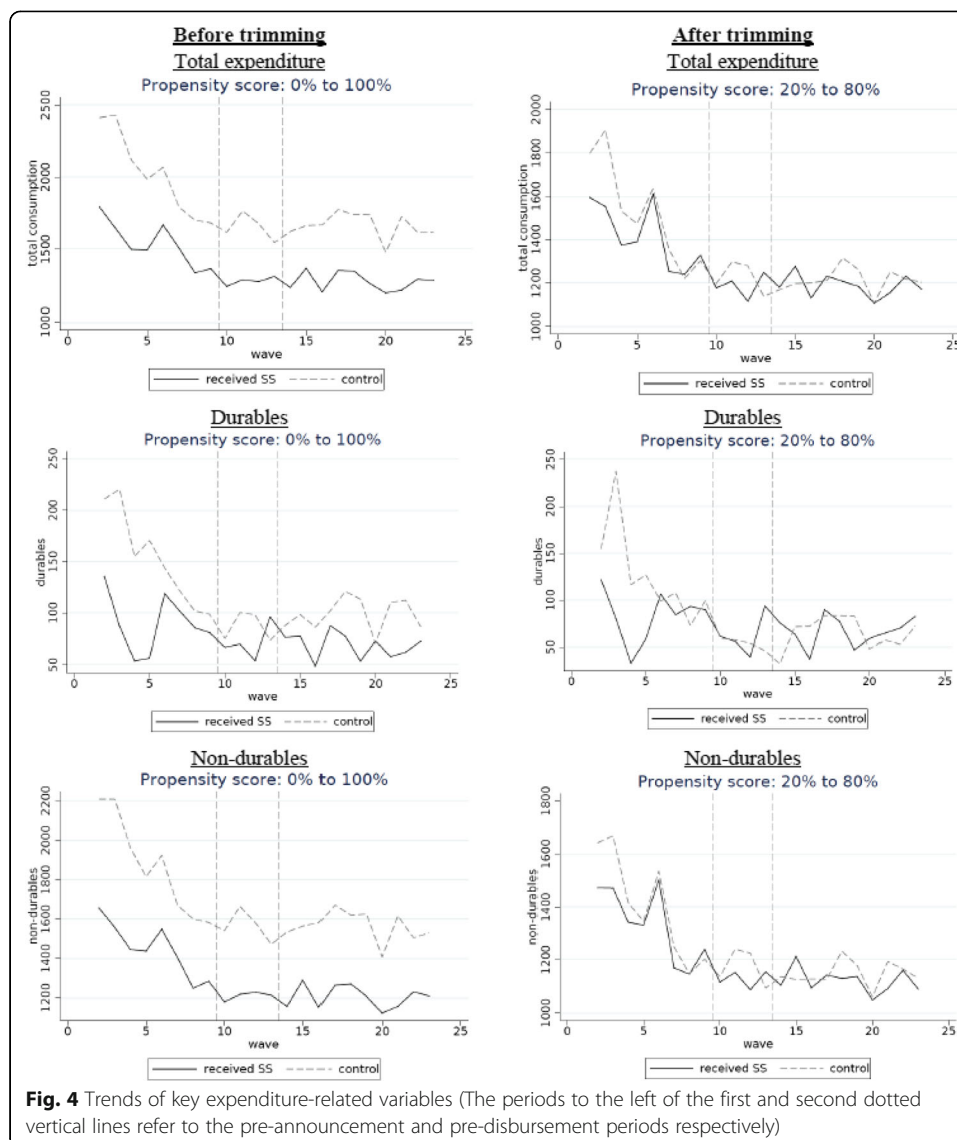 Before trimming
Total expenditure
Propensity score: 0% to 100%
total consumption
2500
2000
1500
1000
0 5 10 15 20 25
wave
received SS control
After trimming
Total expenditure
Propensity score: 20% to 80%
total consumption
2000
1800
1600
1400
1200
1000
0 5 10 15 20 25
wave
received SS control
Durables
Propensity score: 0% to 100%
durables
250
200
150
100
50
0 5 10 15 20 25
wave
received SS control
Durables
Propensity score: 20% to 80%
durables
250
200
150
100
50
0 5 10 15 20 25
wave
received SS control
Non-durables
Propensity score: 0% to 100%
non-durables
2200
2000
1800
1600
1400
1200
0 5 10 15 20 25
wave
received SS control
Non-durables
Propensity score: 20% to 80%
non-durables
1800
1600
1400
1200
1000
0 5 10 15 20 25
wave
received SS control
Fig. 4 Trends of key expenditure-related variables (The periods to the left of the first and second dotted
vertical lines refer to the pre-announcement and pre-disbursement periods respectively)